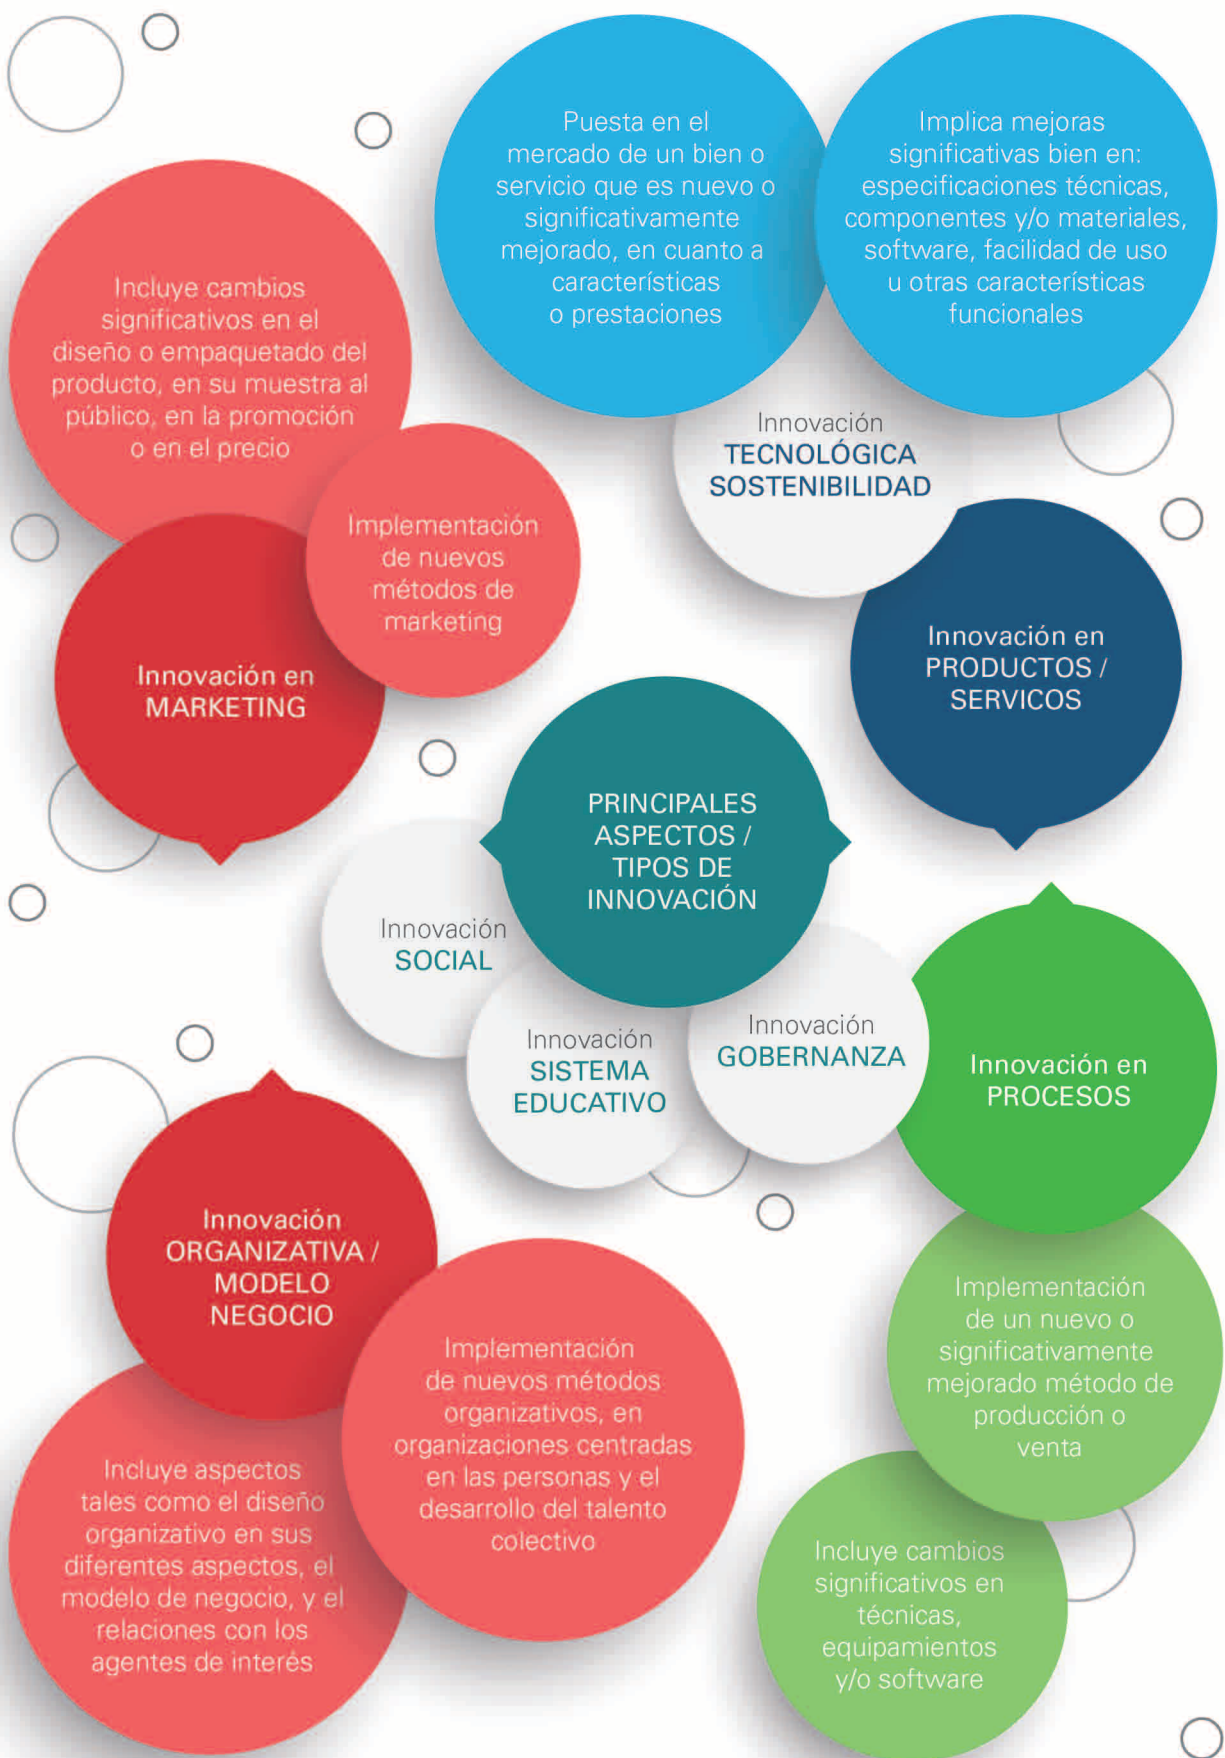 Puesta en el
mercado de un bien o
servicio que es nuevo o
significativamente
mejorado, en cuanto a
características
o prestaciones
Implica mejoras
significativas bien en:
especificaciones técnicas,
componentes y/o materiales,
software, facilidad de uso
u otras características
funcionales
Incluye cambios
significativos en el
diseño o empaquetado del
producto, en su muestra al
público, en la promoción
o en el precio
Innovación
TECNOLÓGICA
SOSTENIBILIDAD
Implementación
de nuevos
métodos de
marketing
Innovación en
MARKETING
Innovación en
PRODUCTOS /
SERVICOS
PRINCIPALES
ASPECTOS /
TIPOS DE
INNOVACIÓN
Innovación
SOCIAL
Innovación
SISTEMA
EDUCATIVO
Innovación
GOBERNANZA
Innovación en
PROCESOS
Innovación
ORGANIZATIVA /
MODELO
NEGOCIO
Implementación
de nuevos métodos
organizativos, en
organizaciones centradas
en las personas y el
desarrollo del talento
colectivo
Implementación
de un nuevo o
significativamente
mejorado método de
producción o
venta
Incluye aspectos
tales como el diseño
organizativo en sus
diferentes aspectos, el
modelo de negocio, y el
relaciones con los
agentes de interés
Incluye cambios
significativos en
técnicas,
equipamientos
y/o software